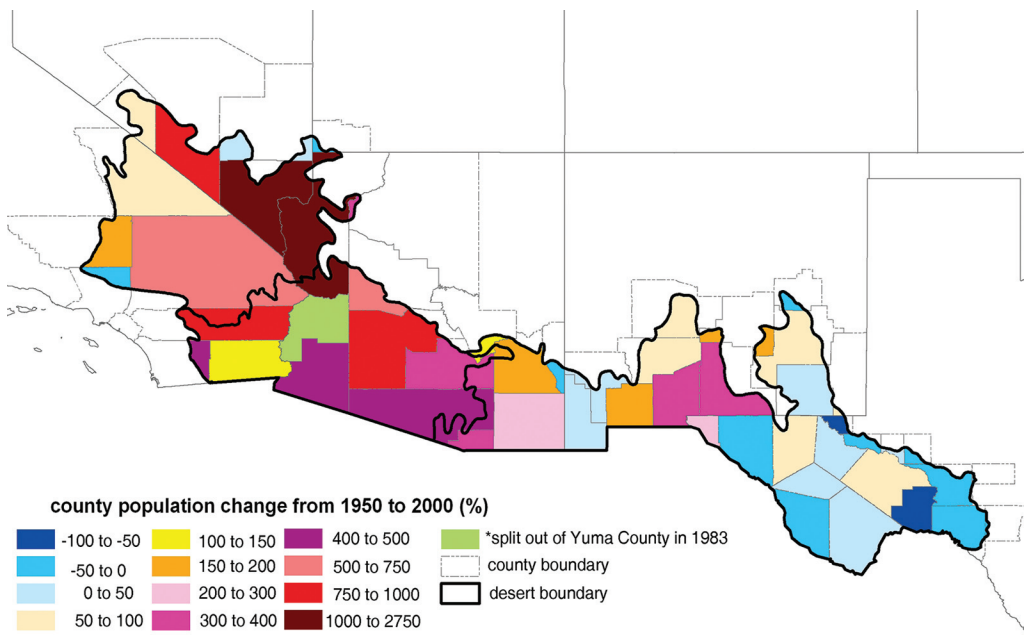 county population change from 1950 to 2000 (%)
-100 to -50
100 to 150
400 to 500
*split out of Yuma County in 1983
-50 to 0
150 to 200
500 to 750
county boundary
0 to 50
200 to 300
750 to 1000
desert boundary
50 to 100
300 to 400
1000 to 2750